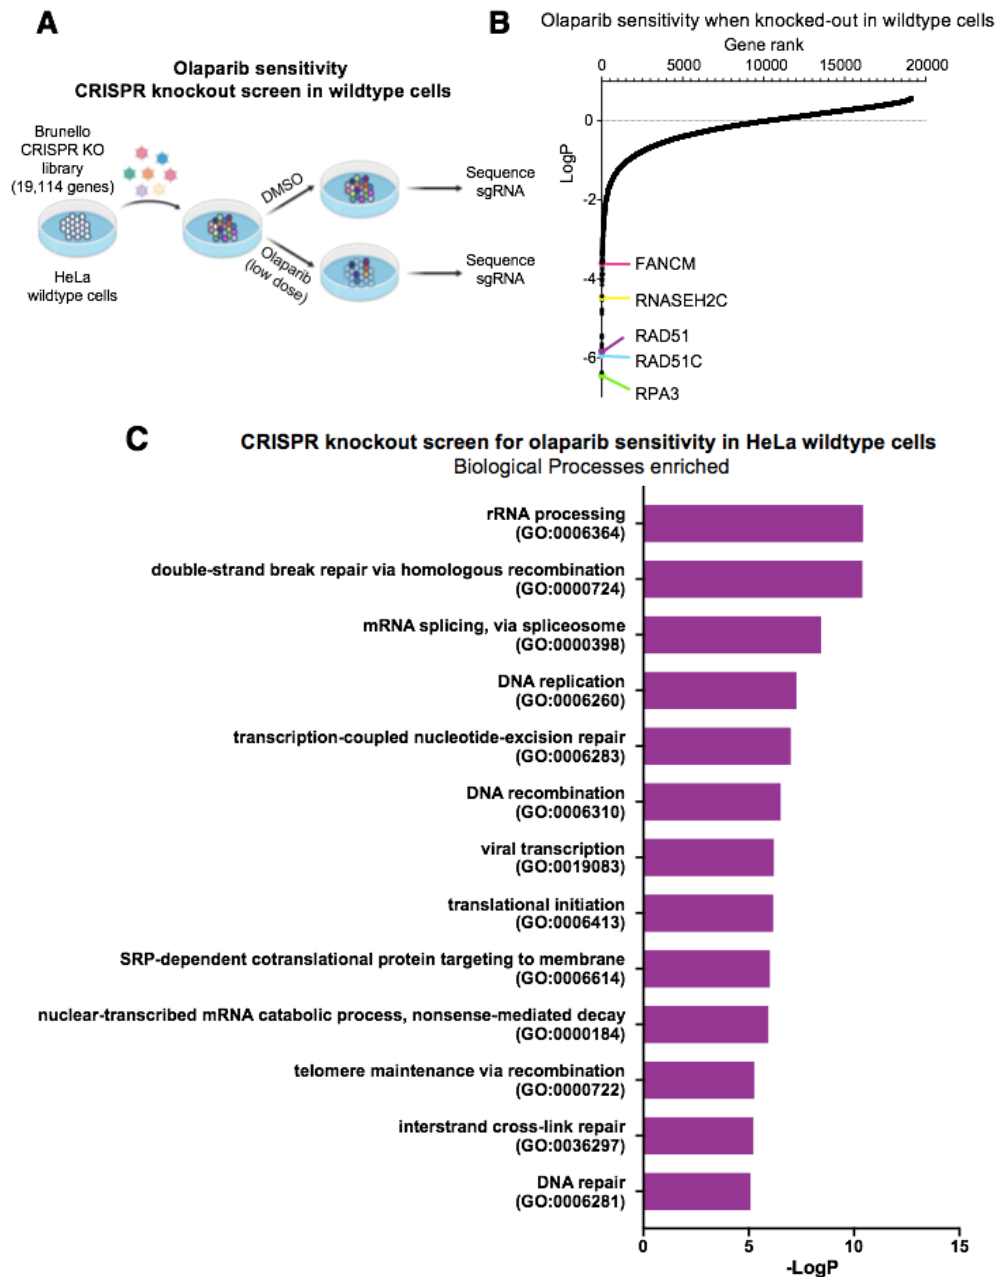 A
Olaparib sensitivity
CRISPR knockout screen in wildtype cells
Brunello
CRISPR KO
library
(19,114 genes)
HeLa
wildtype cells
DMSO
Olaparib
(low dose)
Sequence
sgRNA
Sequence
sgRNA
B
Olaparib sensitivity when knocked-out in wildtype cells
Gene rank
0 5000 10000 15000 20000
LogP
0
-2
-4
-6
FANCM
RNASEH2C
RAD51
RAD51C
RPA3
C
CRISPR knockout screen for olaparib sensitivity in HeLa wildtype cells
Biological Processes enriched
rRNA processing
(GO:0006364)
double-strand break repair via homologous recombination
(GO:0000724)
mRNA splicing, via spliceosome
(GO:0000398)
DNA replication
(GO:0006260)
transcription-coupled nucleotide-excision repair
(GO:0006283)
DNA recombination
(GO:0006310)
viral transcription
(GO:0019083)
translational initiation
(GO:0006413)
SRP-dependent cotranslational protein targeting to membrane
(GO:0006614)
nuclear-transcribed mRNA catabolic process, nonsense-mediated decay
(GO:0000184)
telomere maintenance via recombination
(GO:0000722)
interstrand cross-link repair
(GO:0036297)
DNA repair
(GO:0006281)
0 5 10 15
-LogP